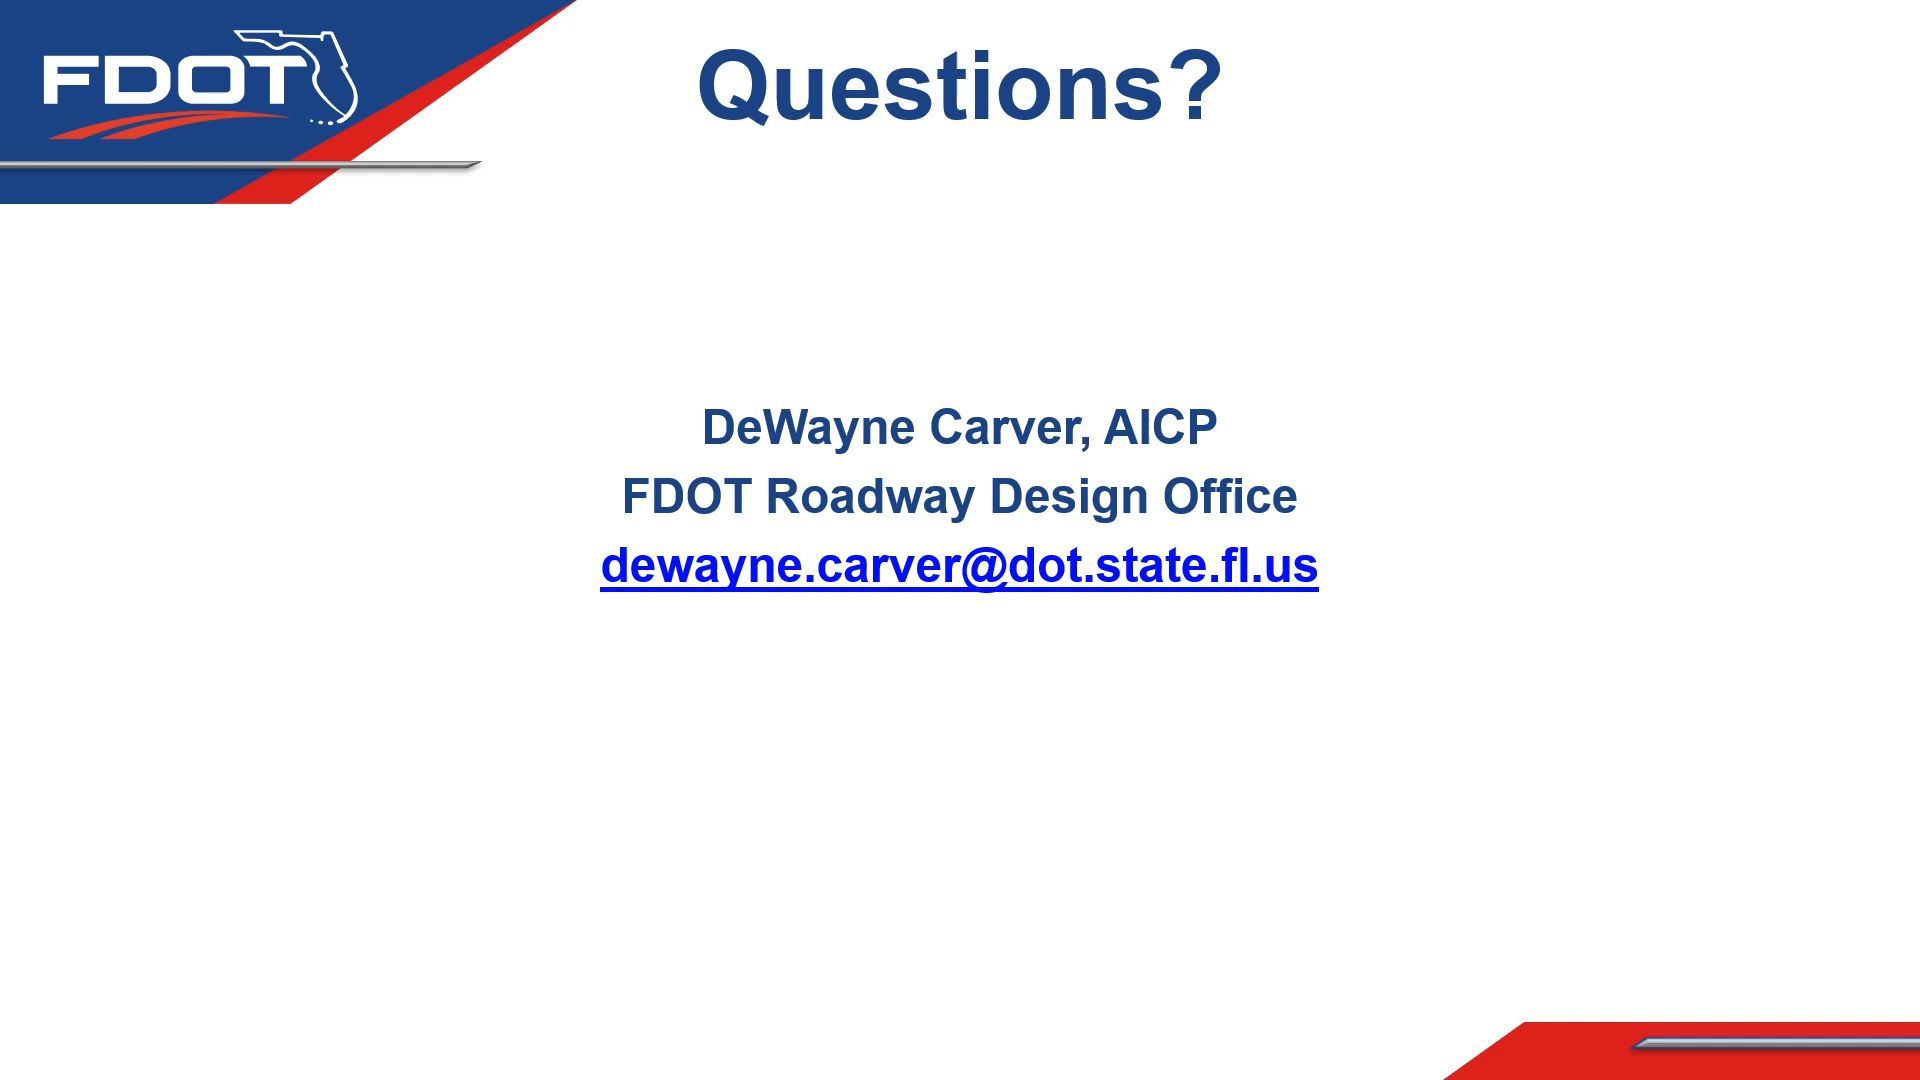 FDOT
Questions?
DeWayne Carver, AICP
FDOT Roadway Design Office
dewayne.carver@dot.state.fl.us